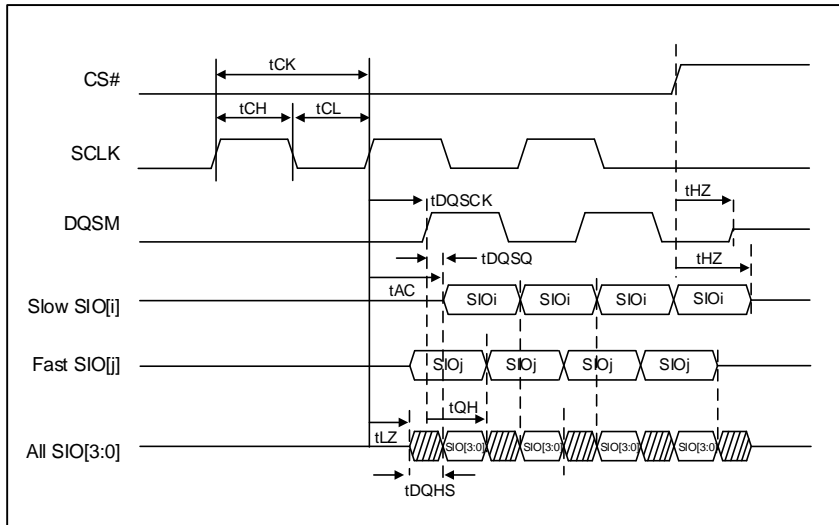 tCK
CS#
tCH
tCL
SCLK
tDQSCK
tHZ
DQSM
tDQSQ
tHZ
tAC
Slow SIO[i]
SIOi SIOi SIOi SIOi
Fast SIO[j]
SIOj SIOj SIOj SIOj
tQH
tLZ
All SIO[3:0]
SIO[3:0] SIO[3:0] SIO[3:0] SIO[3:0]
tDQHS